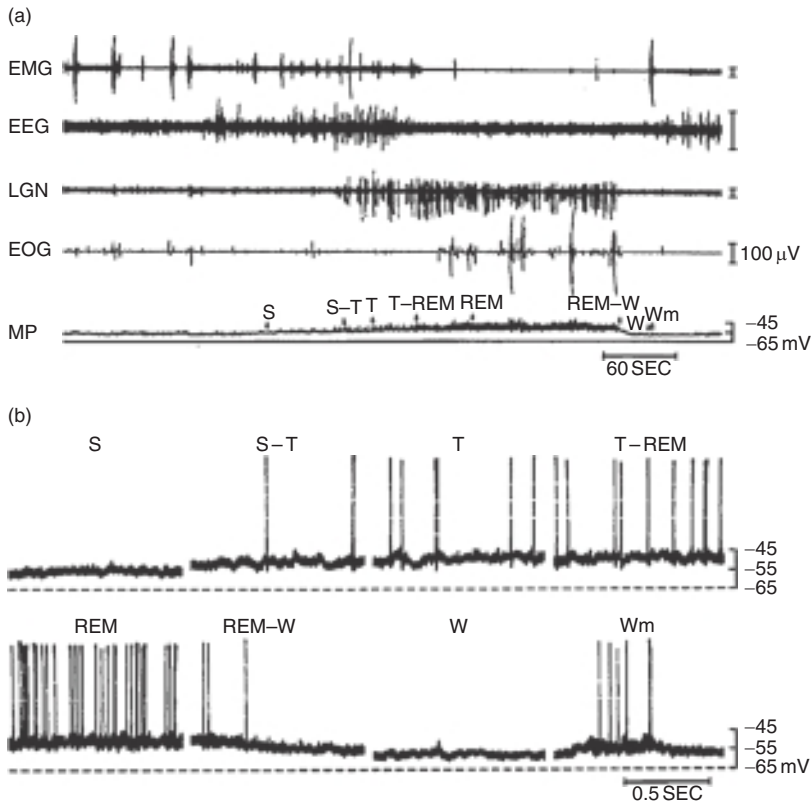 (a)
EMG
EEG
LGN
EOG
100 μV
S S–T T T–REM REM REM–W W Wm
MP
–45
–65 mV
60 SEC
(b)
S S–T T T–REM
–45
–55
–65
REM REM–W W Wm
–45
–55
–65 mV
0.5 SEC